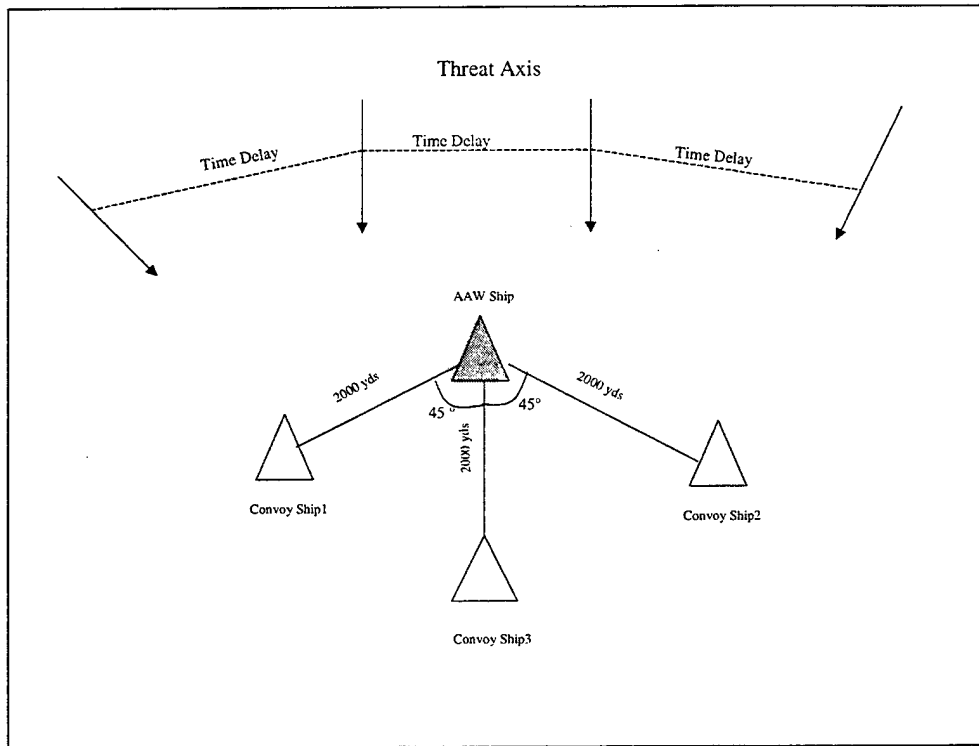 Threat Axis
Time Delay
Time Delay
Time Delay
AAW Ship
2000 yds
2000 yds
45 °
45°
2000 yds
Convoy Ship1
Convoy Ship2
Convoy Ship3